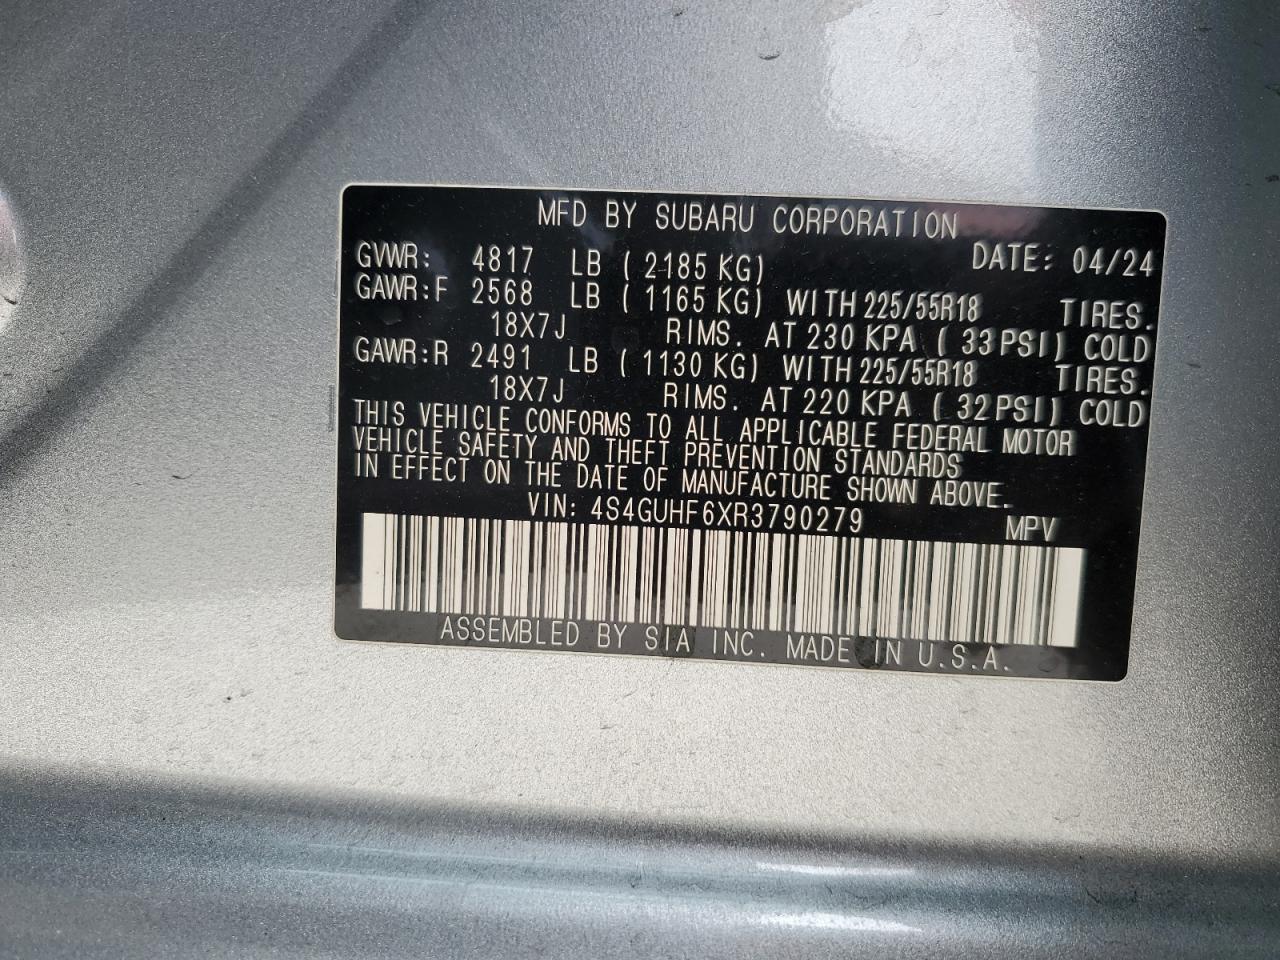 MFD BY SUBARU CORPORATION
GVWR: 4817 LB ( 2185 KG) DATE: 04/24
GAWR:F 2568 LB ( 1165 KG) WITH 225/55R18 TIRES.
18X7J RIMS. AT 230 KPA ( 33 PSI) COLD
GAWR:R 2491 LB ( 1130 KG) WITH 225/55R18 TIRES.
18X7J RIMS. AT 220 KPA ( 32 PSI) COLD
THIS VEHICLE CONFORMS TO ALL APPLICABLE FEDERAL MOTOR
VEHICLE SAFETY AND THEFT PREVENTION STANDARDS
IN EFFECT ON THE DATE OF MANUFACTURE SHOWN ABOVE.
VIN: 4S4GUHF6XR3790279 MPV
ASSEMBLED BY SIA INC. MADE IN U.S.A.